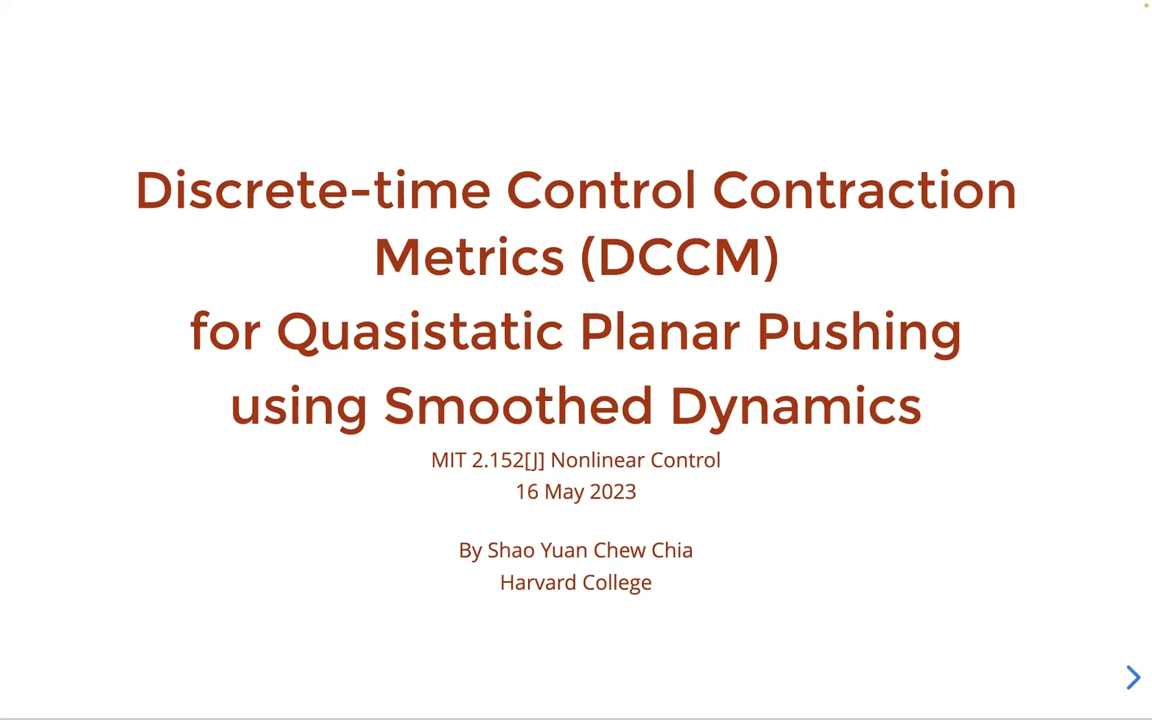 Discrete-time Control Contraction
Metrics (DCCM)
for Quasistatic Planar Pushing
using Smoothed Dynamics
MIT 2.152[J] Nonlinear Control
16 May 2023
By Shao Yuan Chew Chia
Harvard College